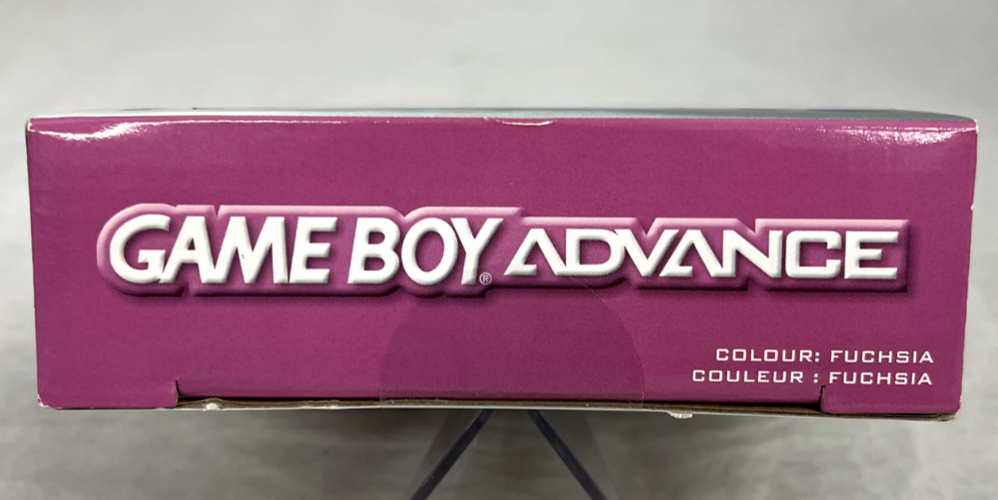 GAME BOY® ADVANCE
COLOUR: FUCHSIA
COULEUR : FUCHSIA